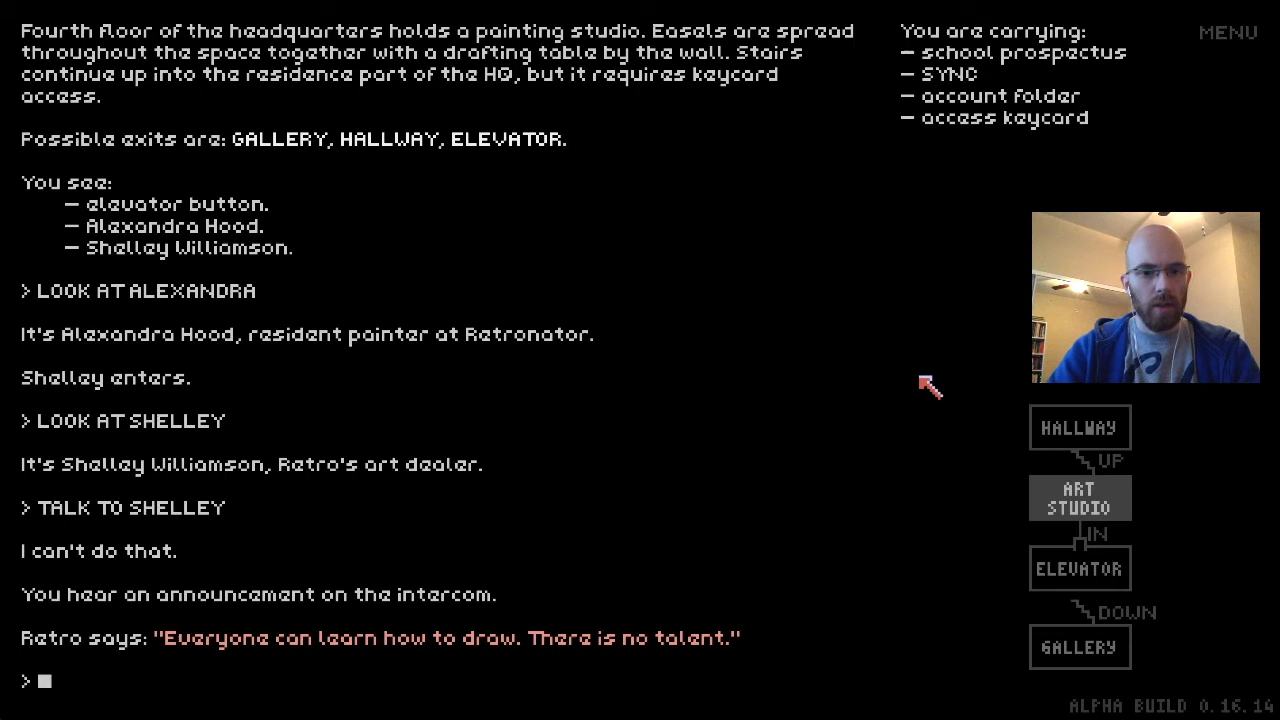 Fourth floor of the headquarters holds a painting studio. Easels are spread
throughout the space together with a drafting table by the wall. Stairs
continue up into the residence part of the HQ, but it requires keycard
access.
Possible exits are: GALLERY, HALLWAY, ELEVATOR.
You see:
– elevator button.
– Alexandra Hood.
– Shelley Williamson.
> LOOK AT ALEXANDRA
It's Alexandra Hood, resident painter at Retronator.
Shelley enters.
> LOOK AT SHELLEY
It's Shelley Williamson, Retro's art dealer.
> TALK TO SHELLEY
I can't do that.
You hear an announcement on the intercom.
Retro says: "Everyone can learn how to draw. There is no talent."
>
You are carrying:
– school prospectus
– SYNC
– account folder
– access keycard
MENU
HALLWAY
UP
ART
STUDIO
IN
ELEVATOR
DOWN
GALLERY
ALPHA BUILD 0.16.14